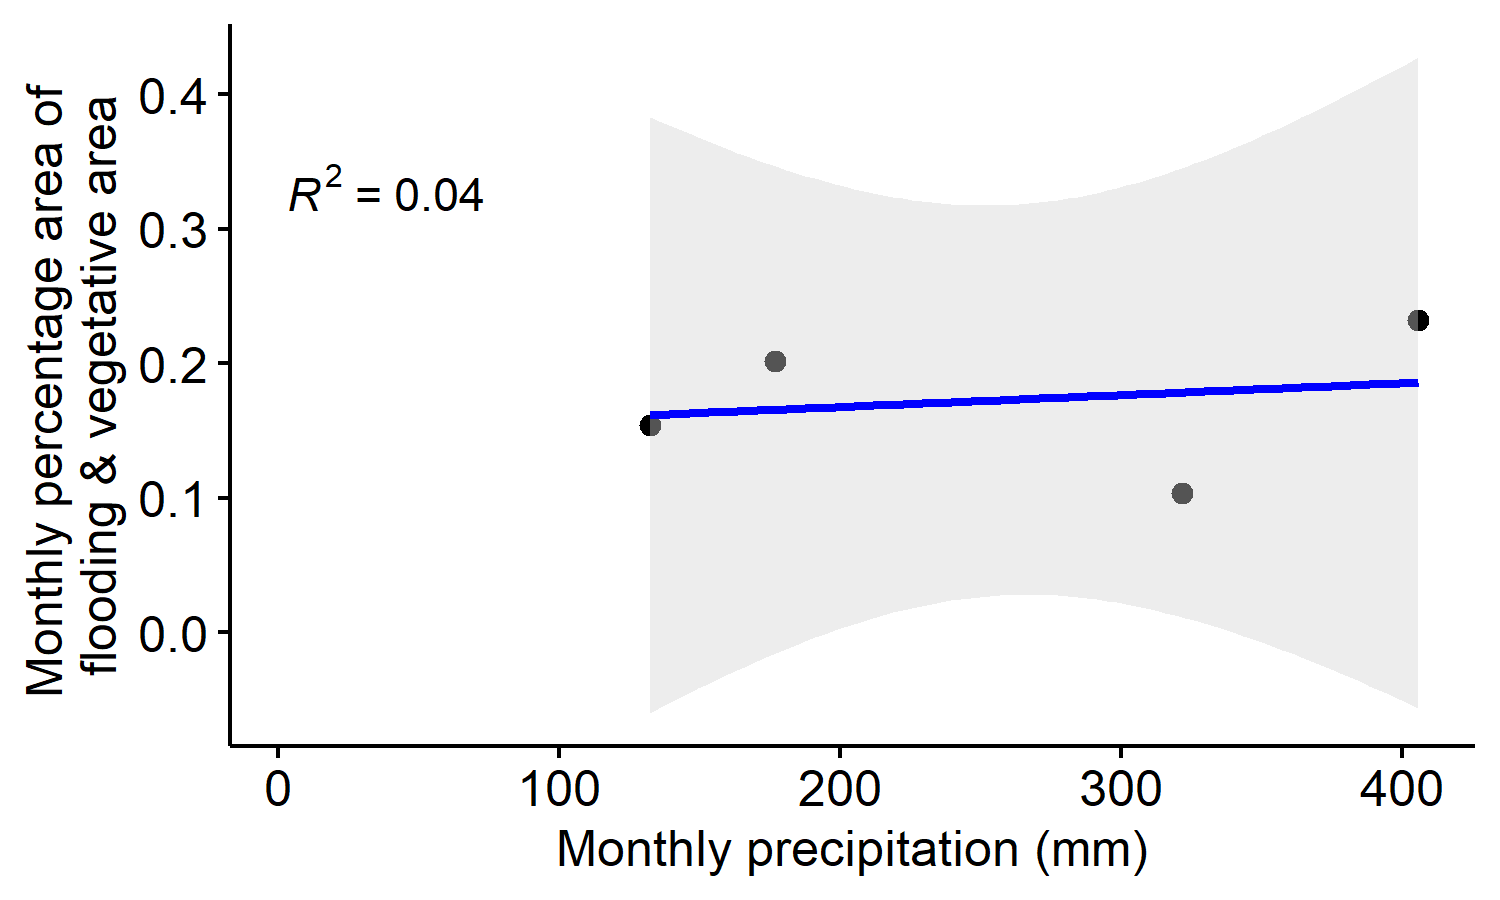 Monthly percentage area of
flooding & vegetative area
0.4
0.3
0.2
0.1
0.0
R² = 0.04
0 100 200 300 400
Monthly precipitation (mm)